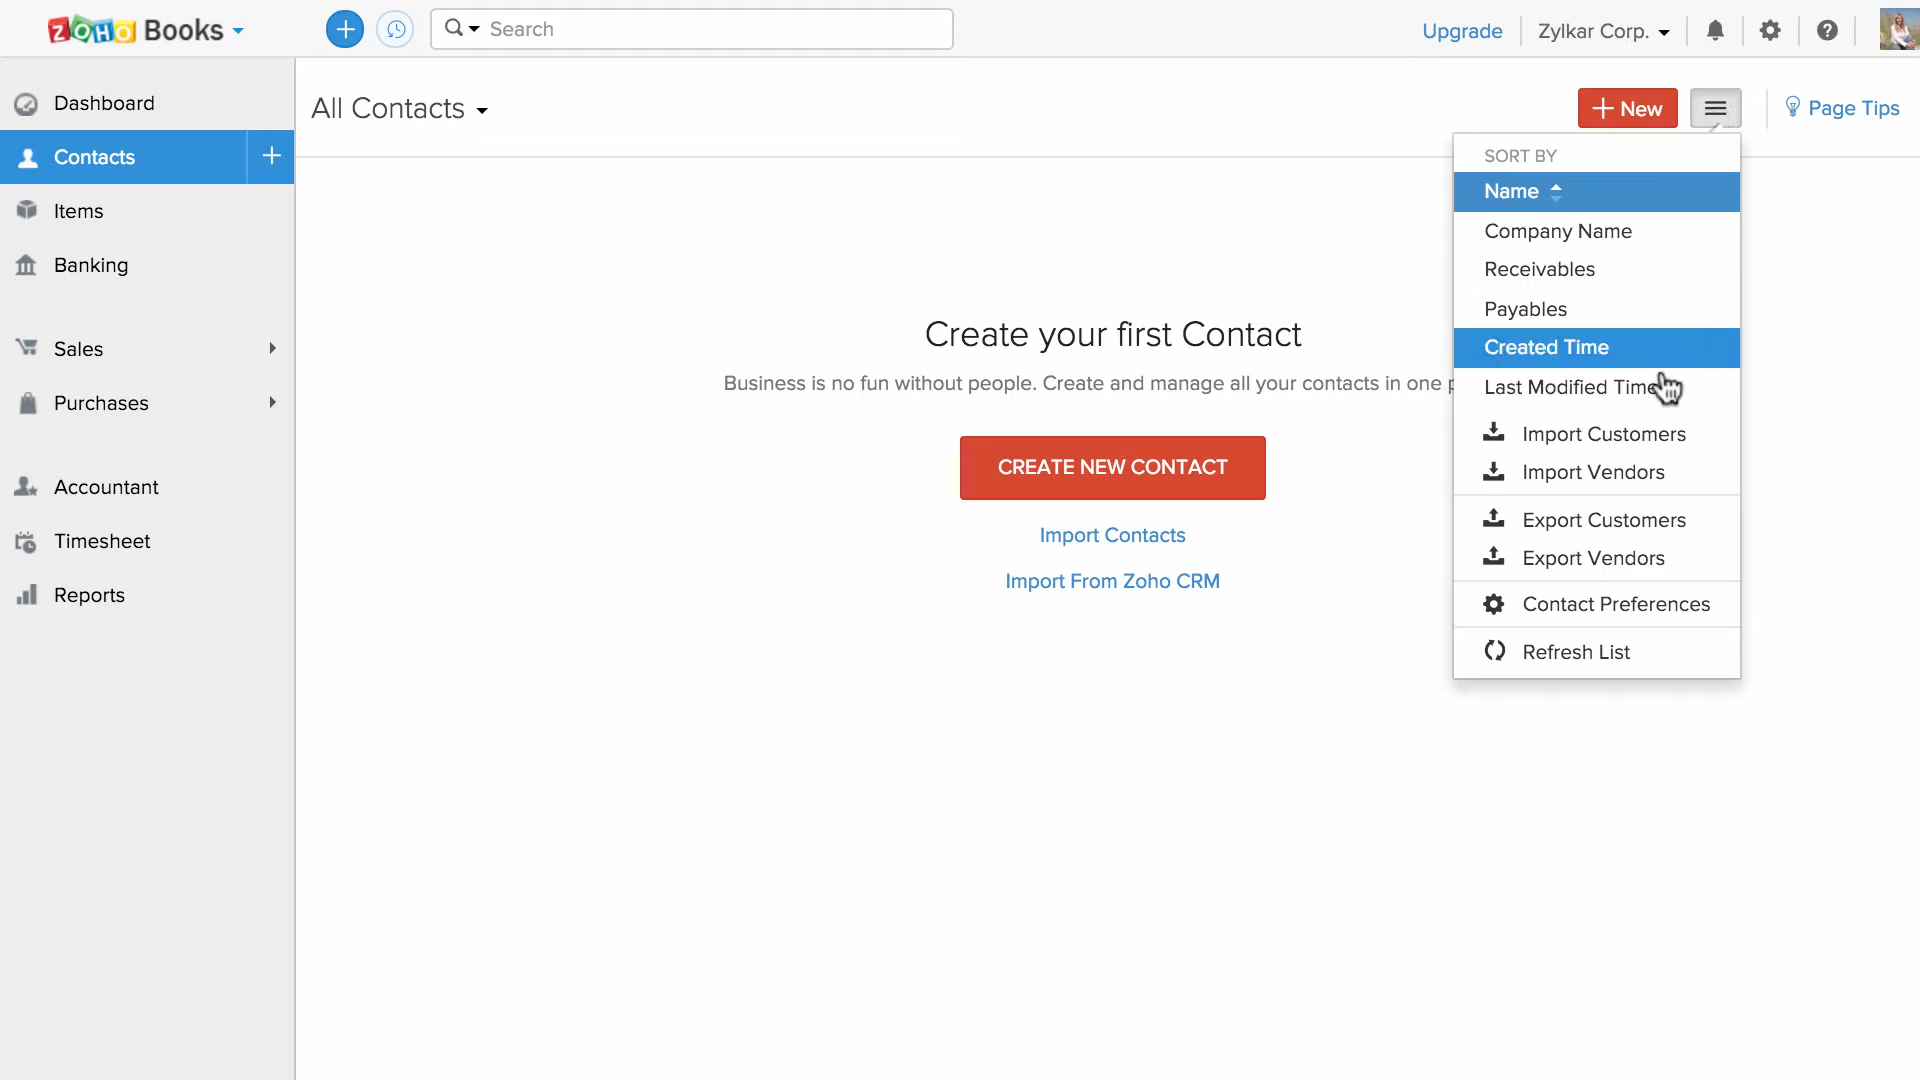 ZOHO Books
Search
Upgrade
Zylkar Corp.
Dashboard
Contacts
Items
Banking
Sales
Purchases
Accountant
Timesheet
Reports
All Contacts
New
Page Tips
Create your first Contact
Business is no fun without people. Create and manage all your contacts in one
CREATE NEW CONTACT
Import Contacts
Import From Zoho CRM
SORT BY
Name
Company Name
Receivables
Payables
Created Time
Last Modified Time
Import Customers
Import Vendors
Export Customers
Export Vendors
Contact Preferences
Refresh List